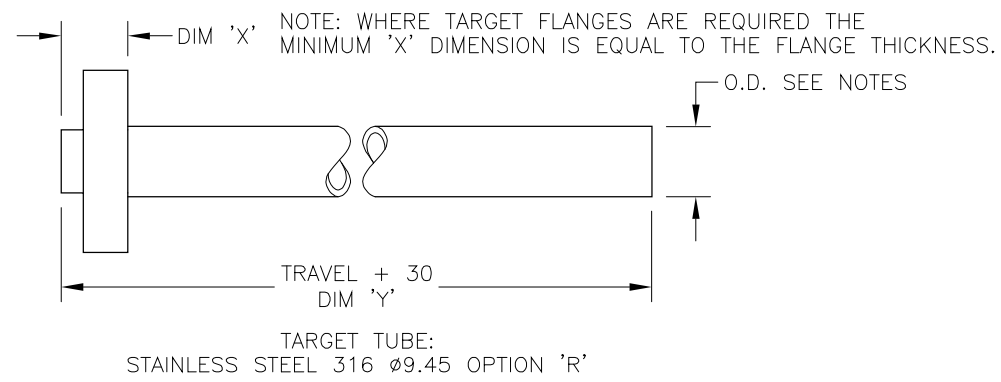 DIM 'X'
NOTE: WHERE TARGET FLANGES ARE REQUIRED THE
MINIMUM 'X' DIMENSION IS EQUAL TO THE FLANGE THICKNESS.
O.D. SEE NOTES
TRAVEL + 30
DIM 'Y'
TARGET TUBE:
STAINLESS STEEL 316 ⌀9.45 OPTION 'R'